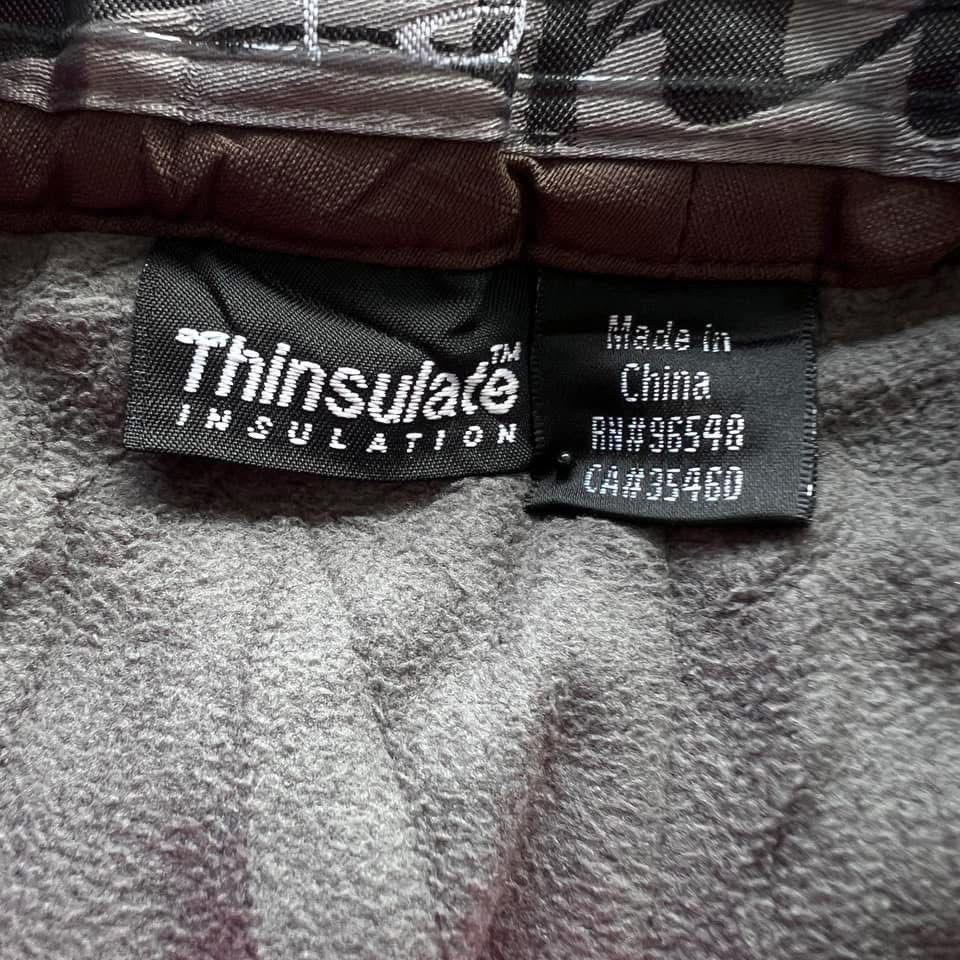 Thinsulate™
INSULATION
Made in
China
RN#96548
CA#35460